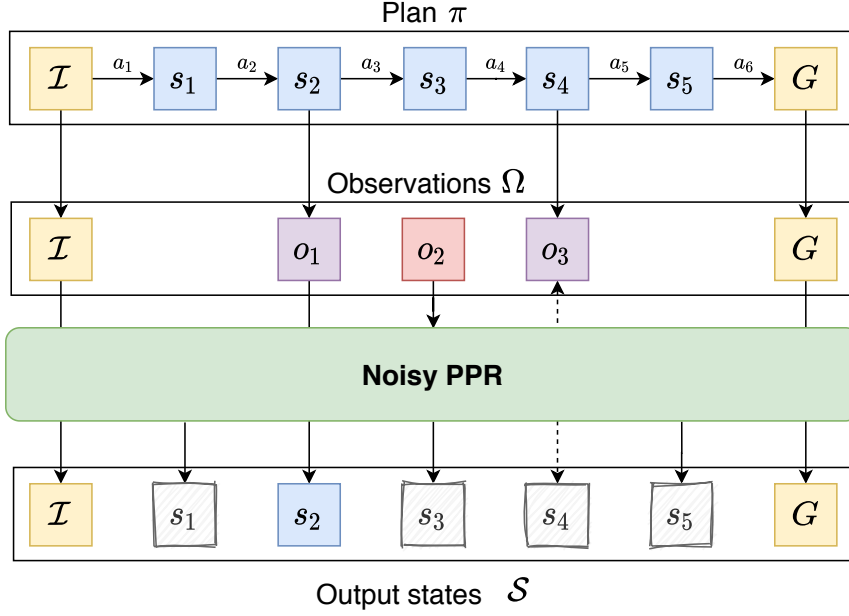 Plan π
ℐ a₁ s₁ a₂ s₂ a₃ s₃ a₄ s₄ a₅ s₅ a₆ G
Observations Ω
ℐ o₁ o₂ o₃ G
Noisy PPR
ℐ s₁ s₂ s₃ s₄ s₅ G
Output states 𝒮